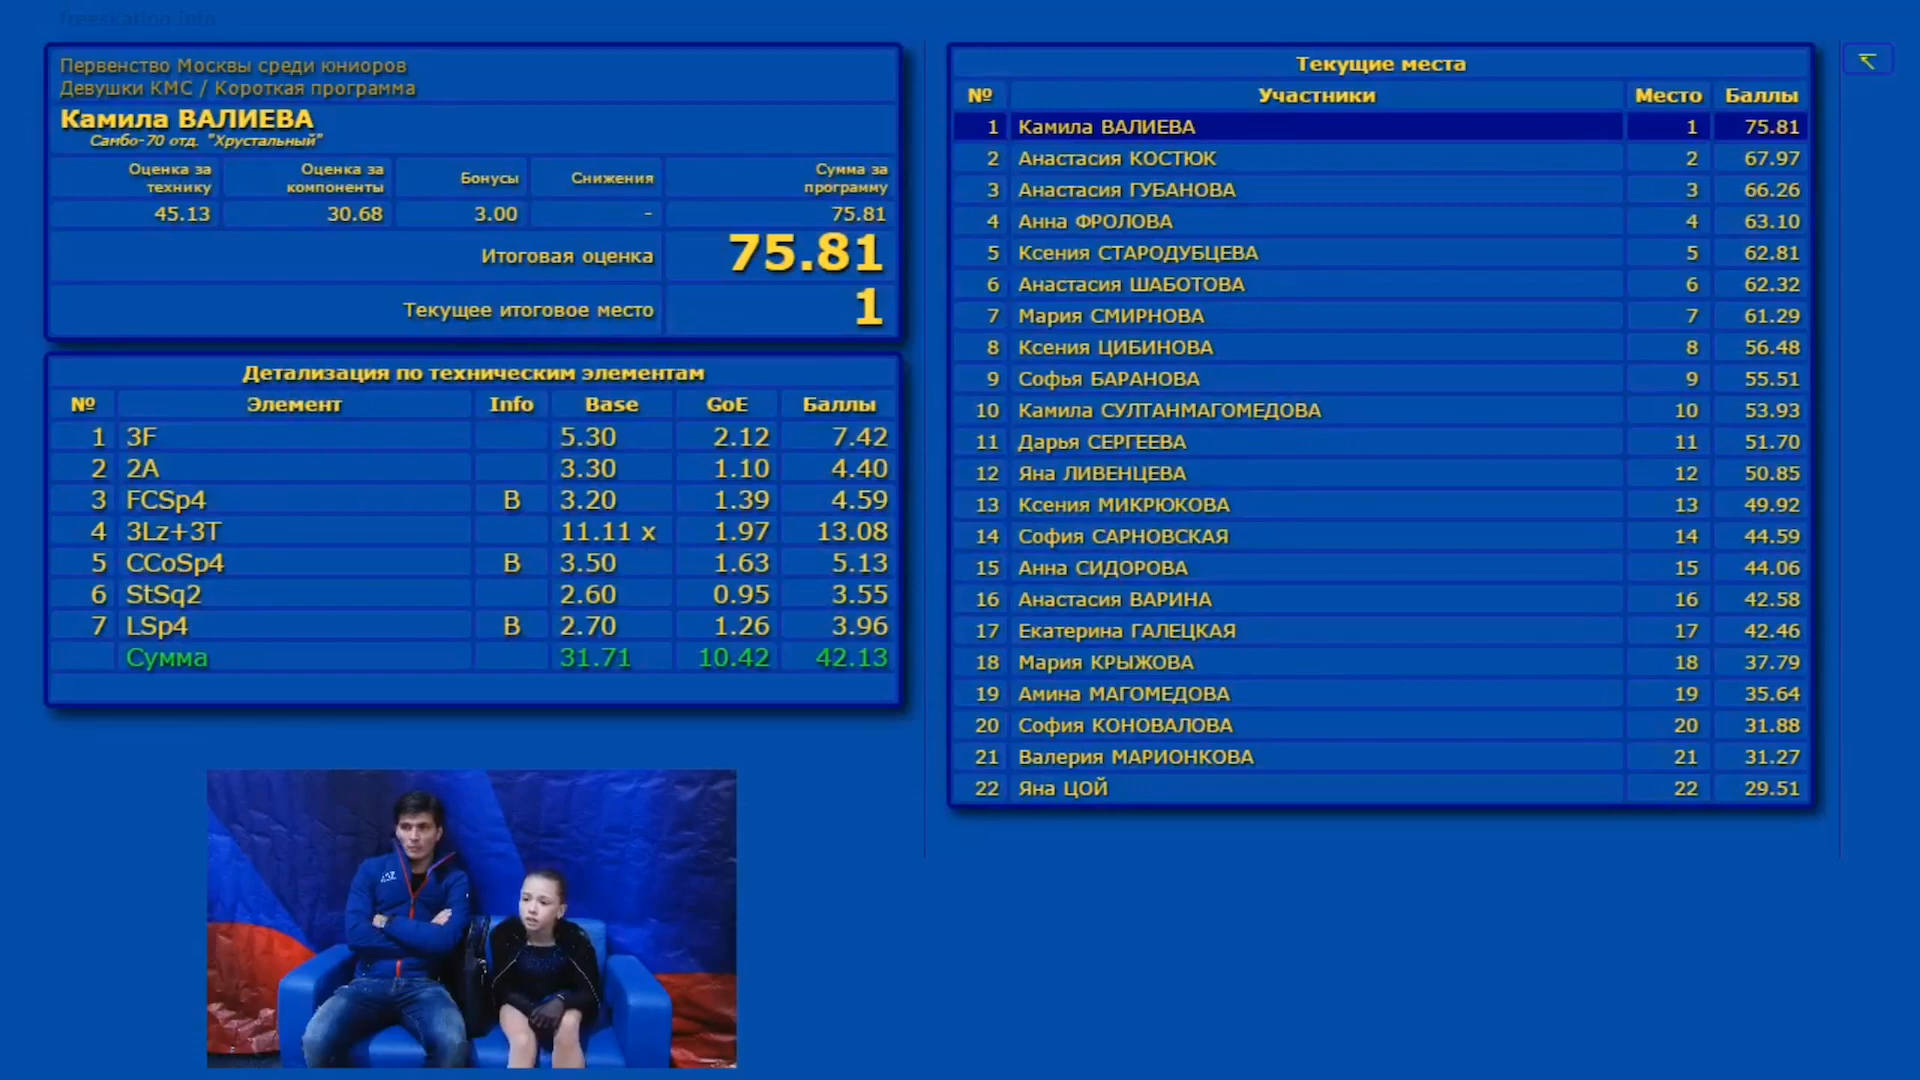 freeskating.info
Первенство Москвы среди юниоров
Девушки КМС / Короткая программа
Камила ВАЛИЕВА
Самбо-70 отд. "Хрустальный"
Оценка за технику Оценка за компоненты Бонусы Снижения Сумма за программу
45.13 30.68 3.00 - 75.81
Итоговая оценка 75.81
Текущее итоговое место 1
Детализация по техническим элементам
№ Элемент Info Base GoE Баллы
1 3F 5.30 2.12 7.42
2 2A 3.30 1.10 4.40
3 FCSp4 B 3.20 1.39 4.59
4 3Lz+3T 11.11 x 1.97 13.08
5 CCoSp4 B 3.50 1.63 5.13
6 StSq2 2.60 0.95 3.55
7 LSp4 B 2.70 1.26 3.96
Сумма 31.71 10.42 42.13
Текущие места
№ Участники Место Баллы
1 Камила ВАЛИЕВА 1 75.81
2 Анастасия КОСТЮК 2 67.97
3 Анастасия ГУБАНОВА 3 66.26
4 Анна ФРОЛОВА 4 63.10
5 Ксения СТАРОДУБЦЕВА 5 62.81
6 Анастасия ШАБОТОВА 6 62.32
7 Мария СМИРНОВА 7 61.29
8 Ксения ЦИБИНОВА 8 56.48
9 Софья БАРАНОВА 9 55.51
10 Камила СУЛТАНМАГОМЕДОВА 10 53.93
11 Дарья СЕРГЕЕВА 11 51.70
12 Яна ЛИВЕНЦЕВА 12 50.85
13 Ксения МИКРЮКОВА 13 49.92
14 София САРНОВСКАЯ 14 44.59
15 Анна СИДОРОВА 15 44.06
16 Анастасия ВАРИНА 16 42.58
17 Екатерина ГАЛЕЦКАЯ 17 42.46
18 Мария КРЫЖОВА 18 37.79
19 Амина МАГОМЕДОВА 19 35.64
20 София КОНОВАЛОВА 20 31.88
21 Валерия МАРИОНКОВА 21 31.27
22 Яна ЦОЙ 22 29.51